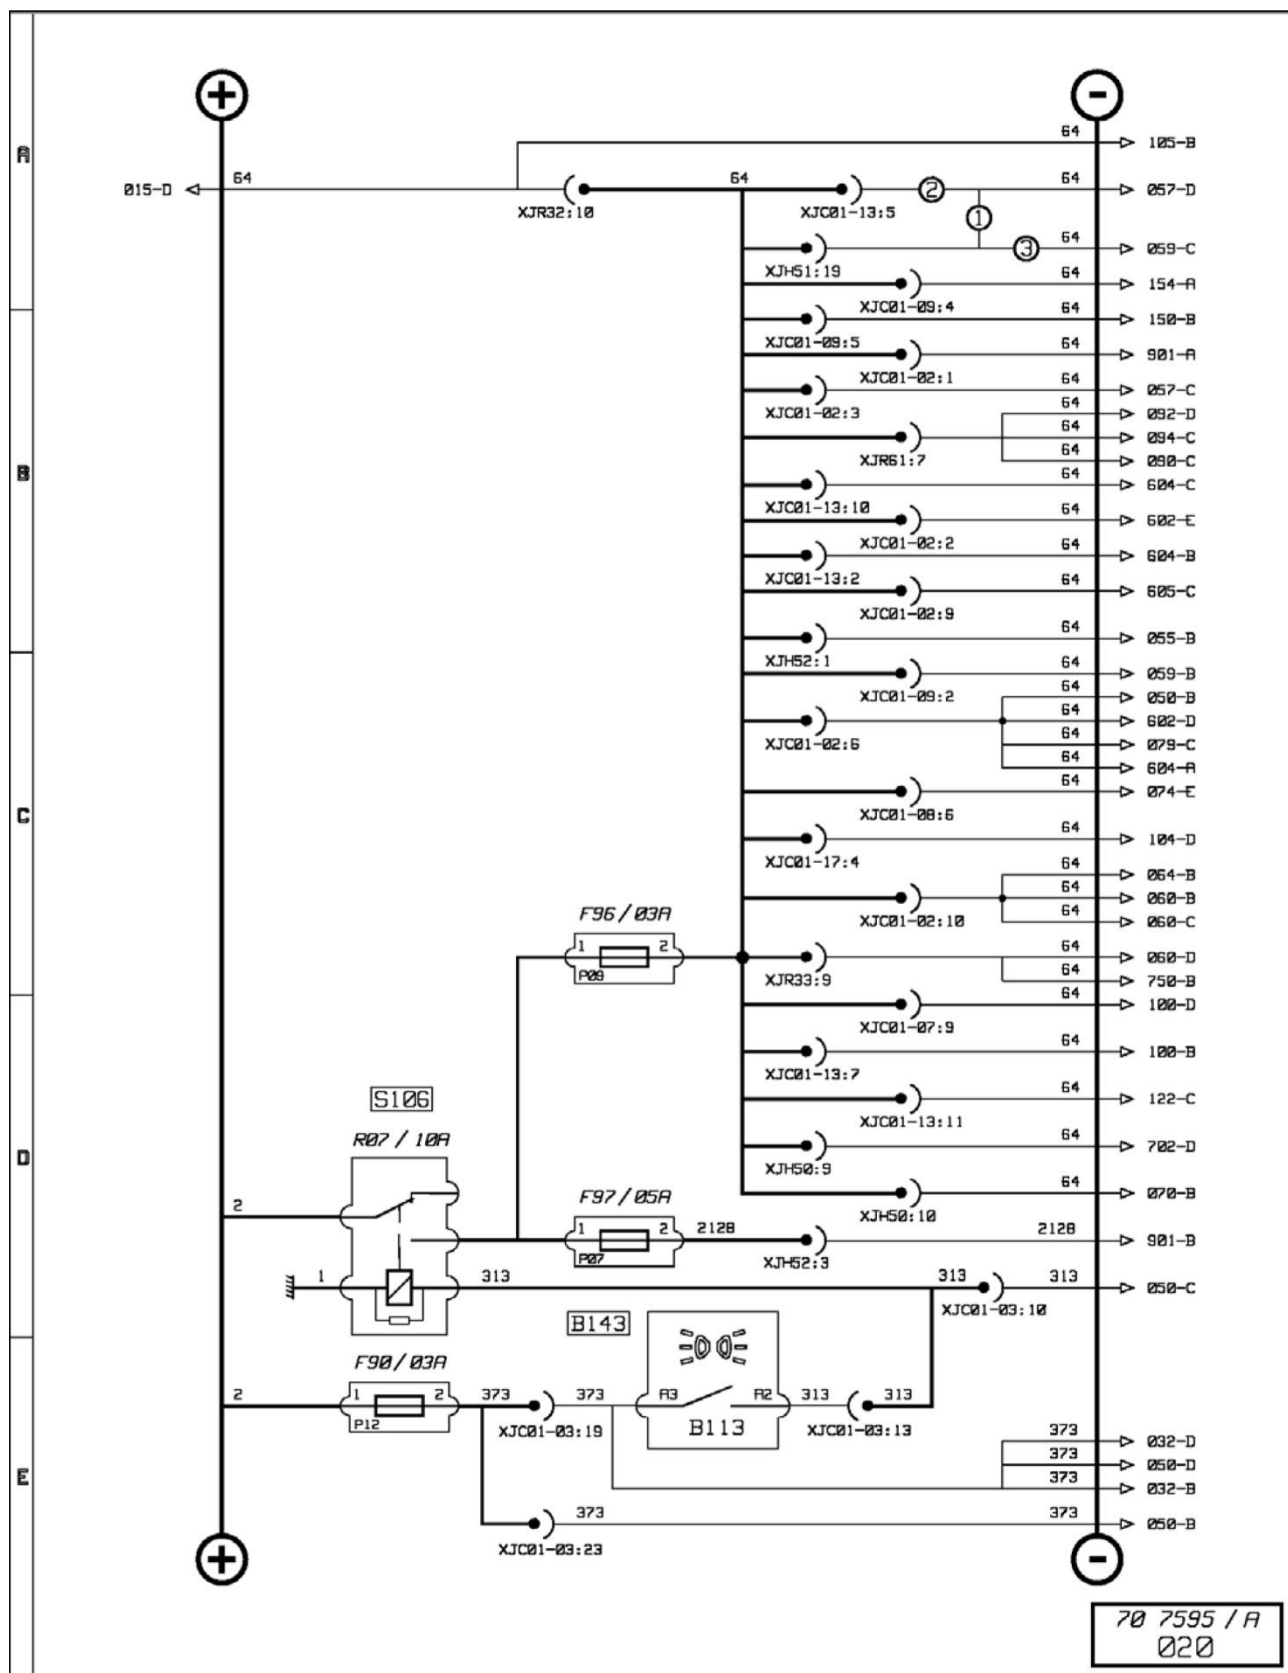 + -
64 105-B
A
015-D 64 64 2 64 057-D
XJR32:10 XJC01-13:5
1
3 64 059-C
XJH51:19
64 154-A
XJC01-09:4
64 150-B
XJC01-09:5
64 901-A
XJC01-02:1
64 057-C
XJC01-02:3
64 092-D
64 094-C
XJR61:7
64 090-C
B
64 604-C
XJC01-13:10
64 602-E
XJC01-02:2
64 604-B
XJC01-13:2
64 605-C
XJC01-02:9
64 055-B
XJH52:1
64 059-B
XJC01-09:2
64 050-B
64 602-D
XJC01-02:6
64 079-C
64 604-A
64 074-E
XJC01-08:6
C
64 104-D
XJC01-17:4
64 064-B
64 060-B
XJC01-02:10
64 060-C
F96/03A
1 2
P09
64 060-D
XJR33:9
64 750-B
64 100-D
XJC01-07:9
64 100-B
XJC01-13:7
S106
64 122-C
XJC01-13:11
R07/10A
D
64 702-D
XJH50:9
64 070-B
XJH50:10
2
F97/05A
1 2 2128 2128 901-B
P07 XJH52:3
1 313 313 313 050-C
XJC01-03:10
B143
F90/03A
2 1 2 373 373 A3 A2 313 313
P12 XJC01-03:19 B113 XJC01-03:13
373 032-D
373 050-D
E
373 032-B
373 373 050-B
XJC01-03:23
+ -
70 7595 / A
020